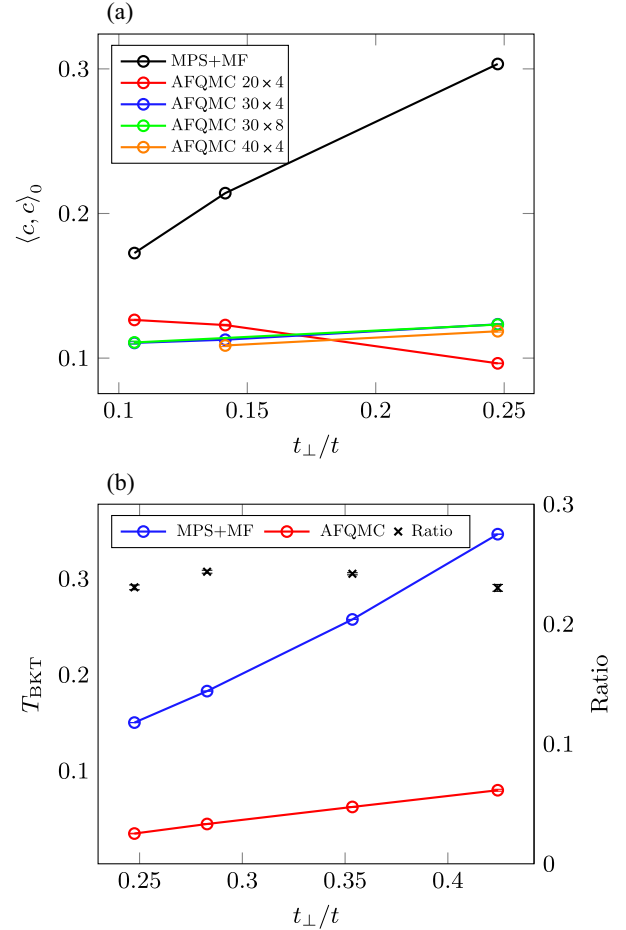 (a)
MPS+MF
AFQMC 20 × 4
AFQMC 30 × 4
AFQMC 30 × 8
AFQMC 40 × 4
0.3
0.2
0.1
⟨c, c⟩₀
0.1 0.15 0.2 0.25
t⊥/t
(b)
MPS+MF AFQMC Ratio
0.3
0.2
0.1
T_BKT
0.3
0.2
0.1
0
Ratio
0.25 0.3 0.35 0.4
t⊥/t